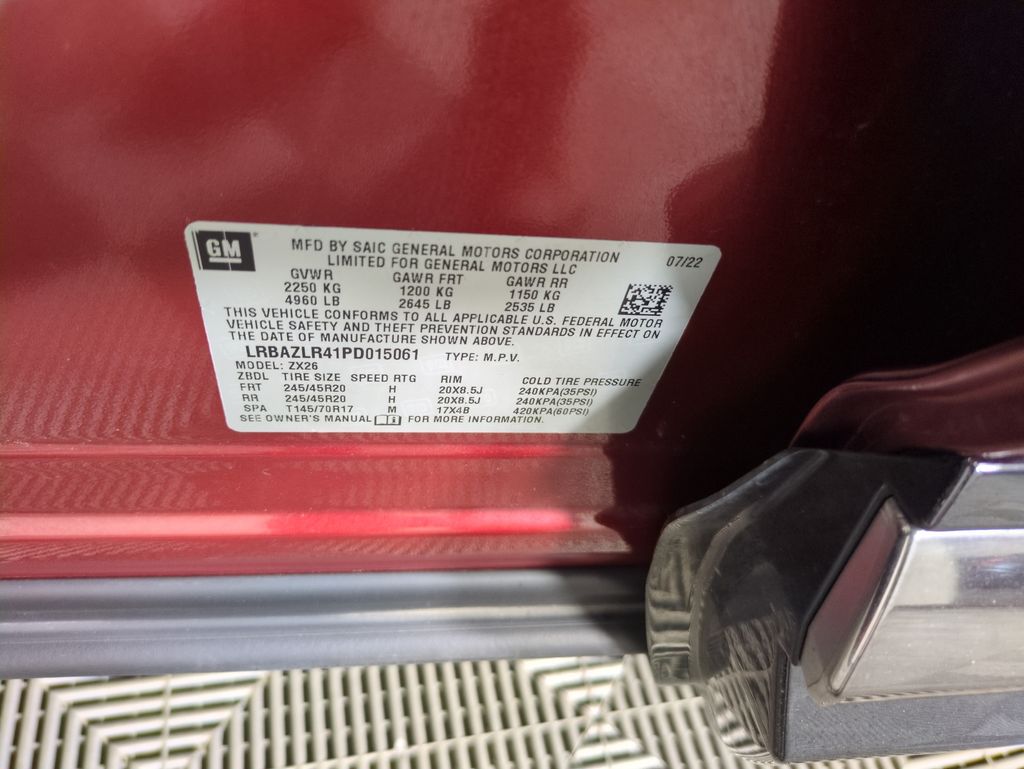 GM
MFD BY SAIC GENERAL MOTORS CORPORATION
LIMITED FOR GENERAL MOTORS LLC
07/22
GVWR GAWR FRT GAWR RR
2250 KG 1200 KG 1150 KG
4960 LB 2645 LB 2535 LB
THIS VEHICLE CONFORMS TO ALL APPLICABLE U.S. FEDERAL MOTOR
VEHICLE SAFETY AND THEFT PREVENTION STANDARDS IN EFFECT ON
THE DATE OF MANUFACTURE SHOWN ABOVE.
LRBAZLR41PD015061 TYPE: M.P.V.
MODEL: ZX26
ZBDL TIRE SIZE SPEED RTG RIM COLD TIRE PRESSURE
FRT 245/45R20 H 20X8.5J 240KPA(35PSI)
RR 245/45R20 H 20X8.5J 240KPA(35PSI)
SPA T145/70R17 M 17X4B 420KPA(60PSI)
SEE OWNER'S MANUAL FOR MORE INFORMATION.